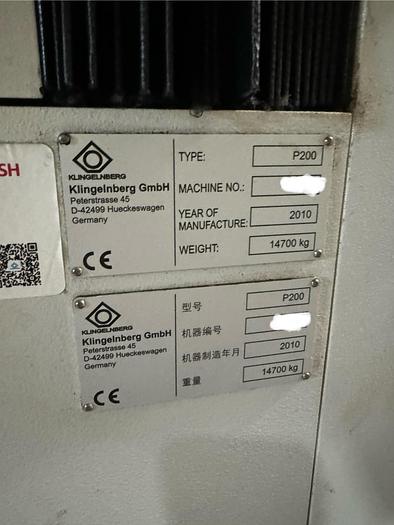 SH
KLINGELNBERG
Klingelnberg GmbH
Peterstrasse 45
D-42499 Hueckeswagen
Germany
CE
TYPE: P200
MACHINE NO.:
YEAR OF
MANUFACTURE: 2010
WEIGHT: 14700 kg
KLINGELNBERG
Klingelnberg GmbH
Peterstrasse 45
D-42499 Hueckeswagen
Germany
CE
型号 P200
机器编号
机器制造年月 2010
重量 14700 kg